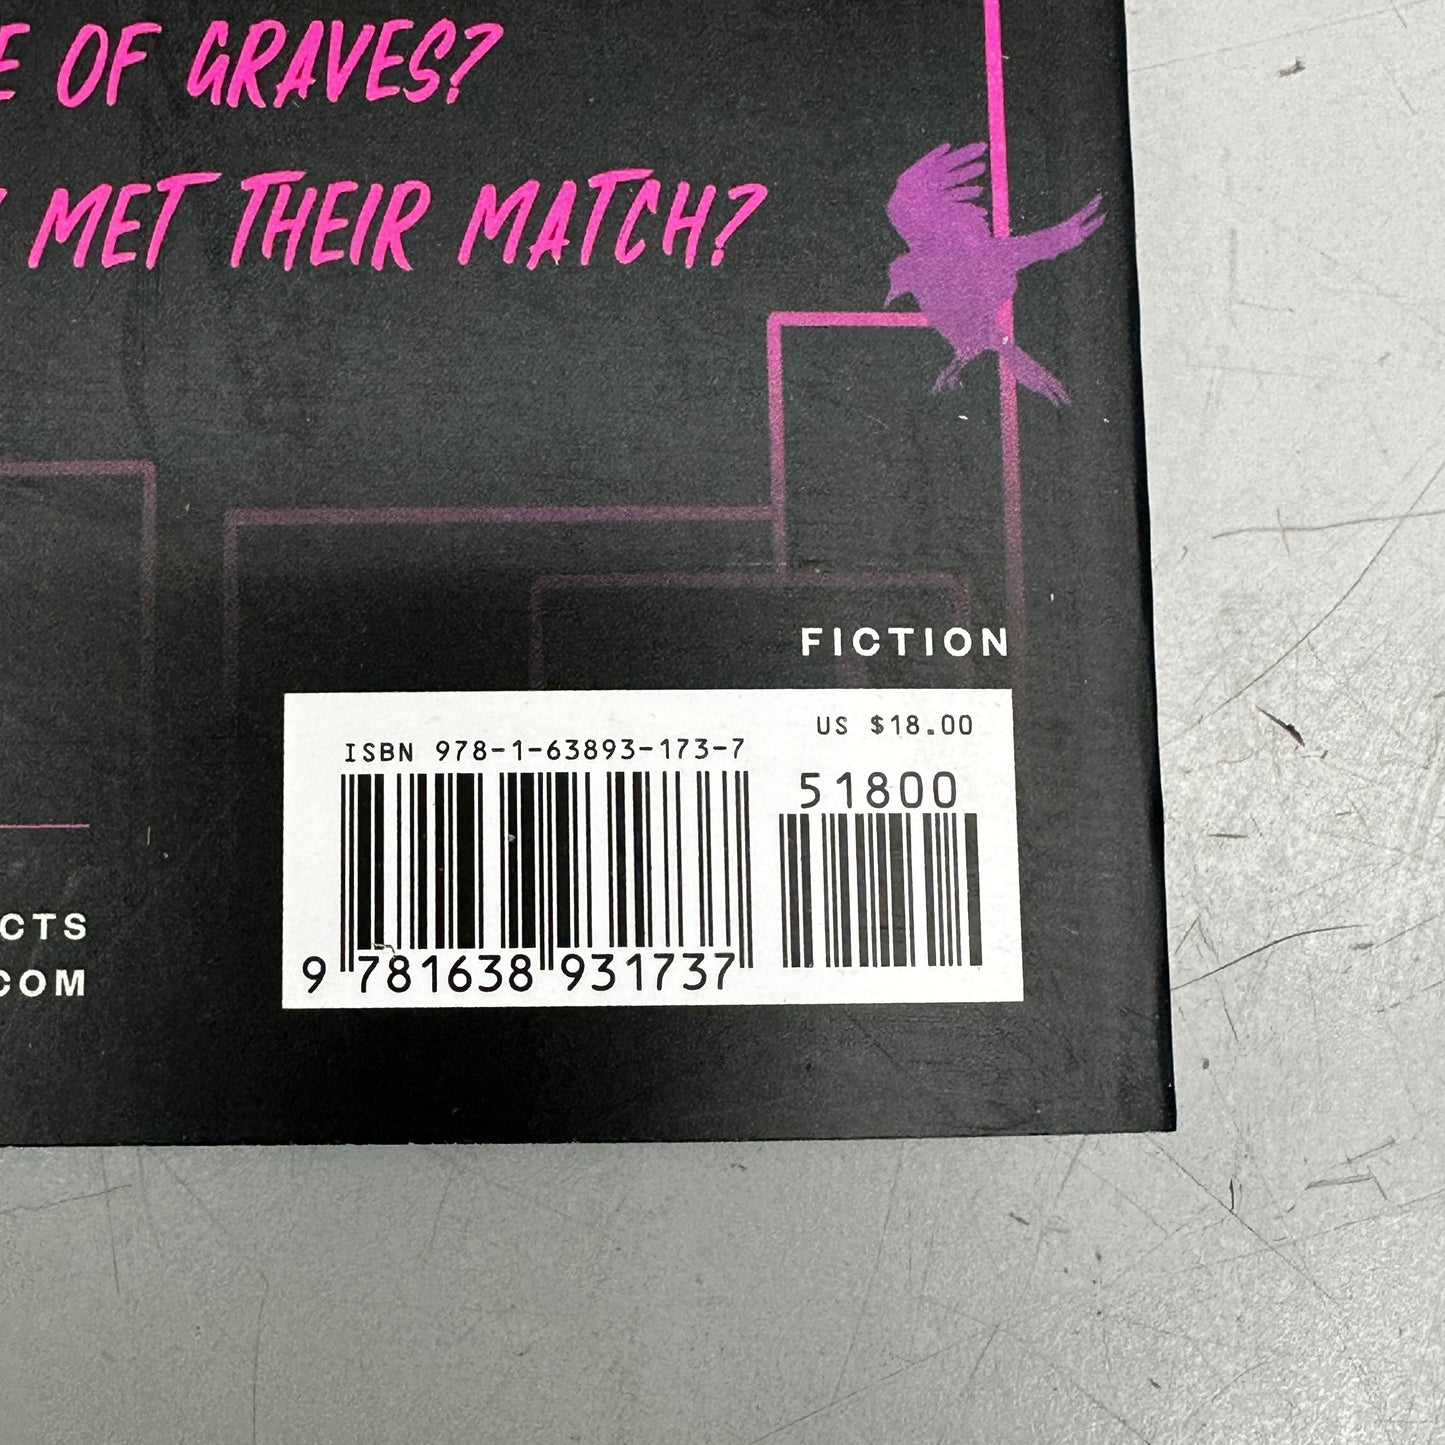 OF GRAVES?
MET THEIR MATCH?
FICTION
US $18.00
ISBN 978-1-63893-173-7
51800
9 781638 931737
CTS
.COM